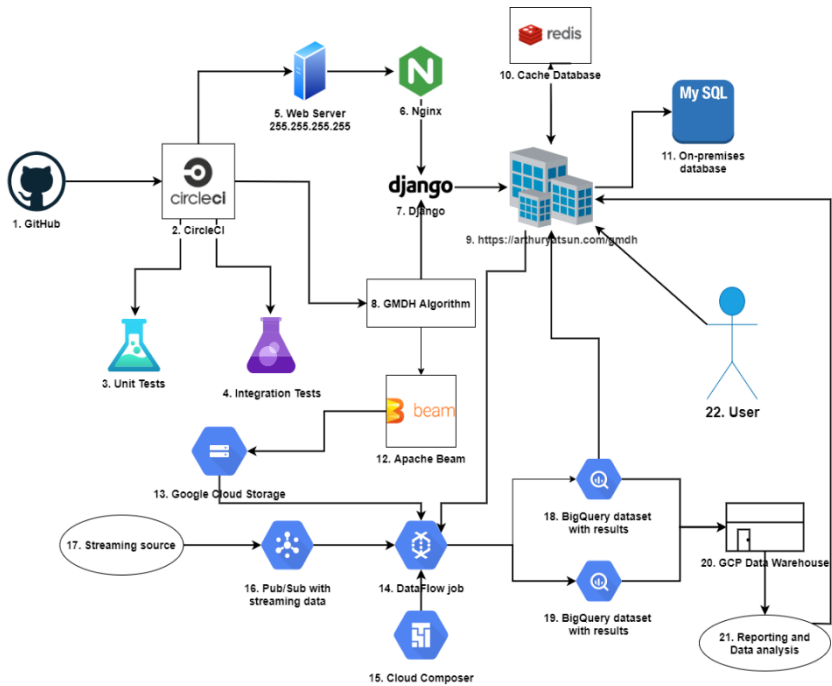 redis
10. Cache Database
My SQL
11. On-premises
database
5. Web Server
255.255.255.255
N
6. Nginx
1. GitHub
circleci
2. CircleCI
django
7. Django
9. https://arthuryatsun.com/gmdh
8. GMDH Algorithm
3. Unit Tests
4. Integration Tests
22. User
beam
12. Apache Beam
13. Google Cloud Storage
17. Streaming source
16. Pub/Sub with
streaming data
14. DataFlow job
18. BigQuery dataset
with results
19. BigQuery dataset
with results
20. GCP Data Warehouse
21. Reporting and
Data analysis
15. Cloud Composer